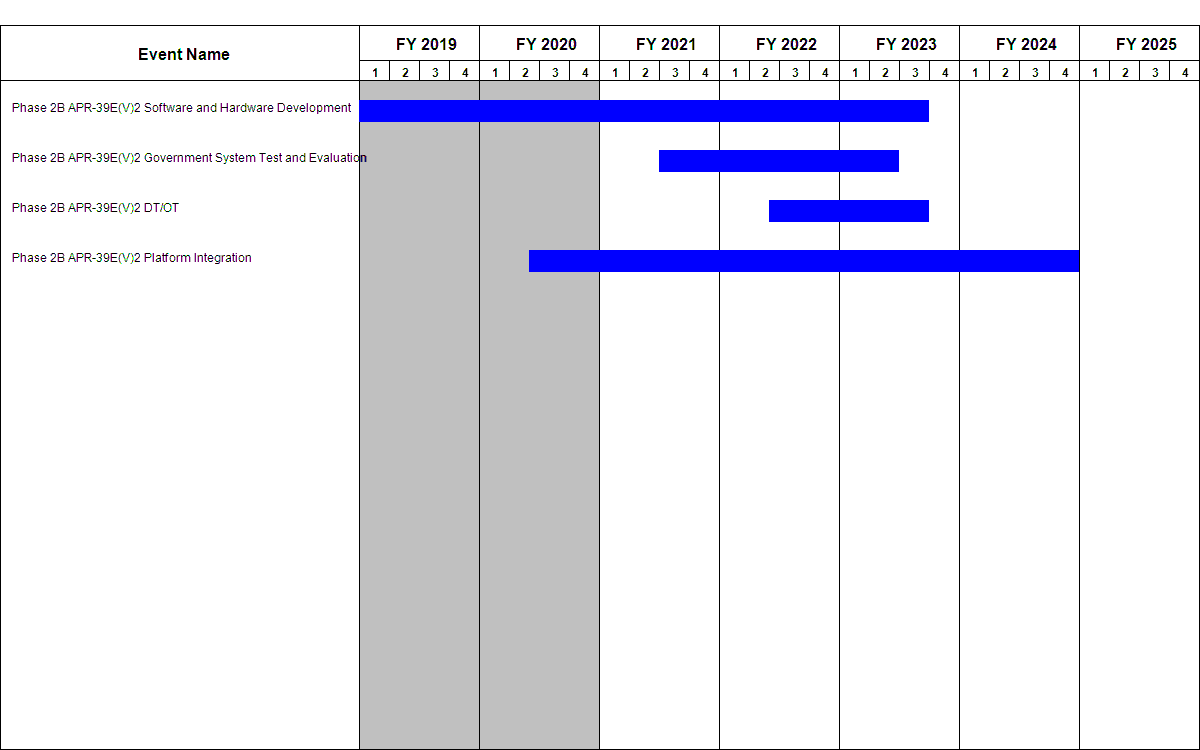 Event Name
FY 2019 FY 2020 FY 2021 FY 2022 FY 2023 FY 2024 FY 2025
1 2 3 4 1 2 3 4 1 2 3 4 1 2 3 4 1 2 3 4 1 2 3 4 1 2 3 4
Phase 2B APR-39E(V)2 Software and Hardware Development
Phase 2B APR-39E(V)2 Government System Test and Evaluation
Phase 2B APR-39E(V)2 DT/OT
Phase 2B APR-39E(V)2 Platform Integration